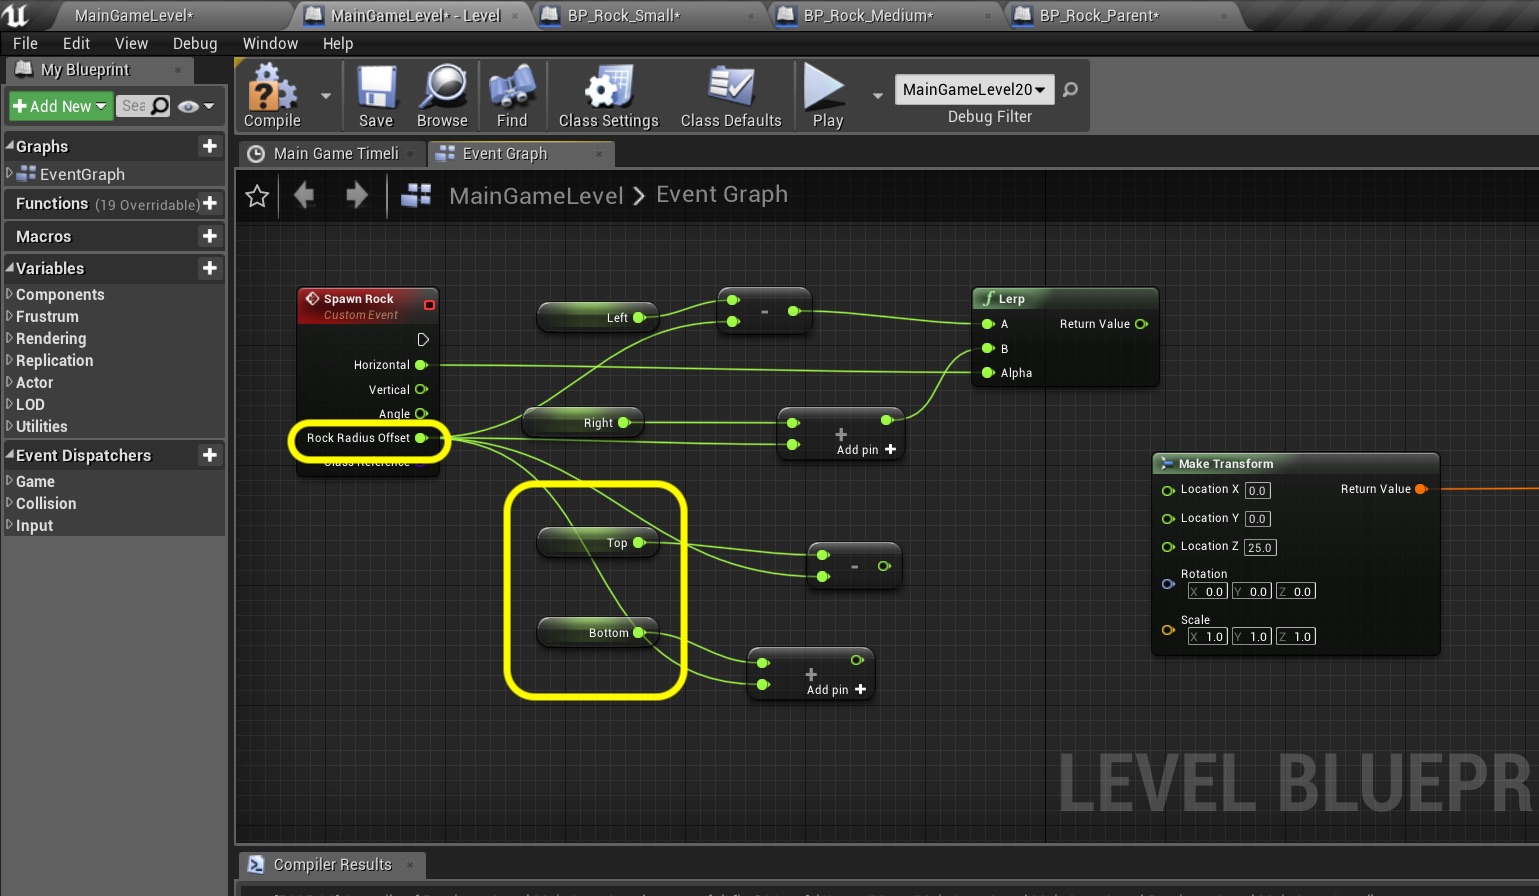 MainGameLevel*
MainGameLevel* - Level
BP_Rock_Small*
BP_Rock_Medium*
BP_Rock_Parent*
File Edit View Debug Window Help
My Blueprint
Add New
Sea
Compile
Save
Browse
Find
Class Settings
Class Defaults
Play
MainGameLevel20
Debug Filter
Graphs
EventGraph
Functions (19 Overridable)
Macros
Variables
Components
Frustrum
Rendering
Replication
Actor
LOD
Utilities
Event Dispatchers
Game
Collision
Input
Main Game Timeli
Event Graph
MainGameLevel > Event Graph
Spawn Rock
Custom Event
Horizontal
Vertical
Angle
Rock Radius Offset
Class Reference
Left
-
Right
+
Add pin +
Top
-
Bottom
+
Add pin +
f Lerp
A Return Value
B
Alpha
Make Transform
Location X 0.0 Return Value
Location Y 0.0
Location Z 25.0
Rotation
X 0.0 Y 0.0 Z 0.0
Scale
X 1.0 Y 1.0 Z 1.0
LEVEL BLUEPR
Compiler Results